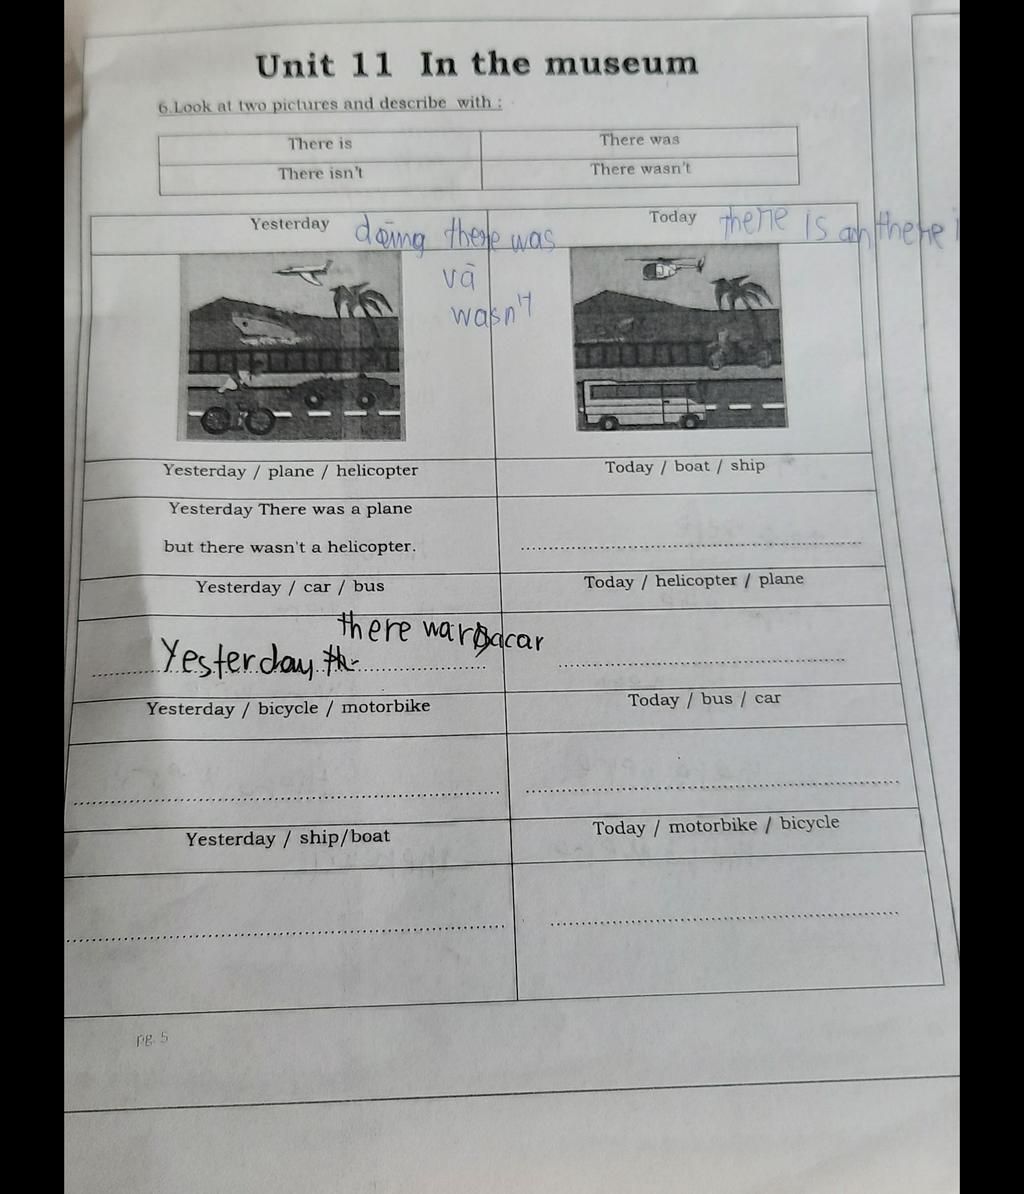 Unit 11 In the museum
6.Look at two pictures and describe with :
There is There was
There isn't There wasn't
Yesterday Today
there was there is an there
và
wasn't
Yesterday / plane / helicopter Today / boat / ship
Yesterday There was a plane
but there wasn't a helicopter.
Yesterday / car / bus Today / helicopter / plane
there car
Yesterday
Yesterday / bicycle / motorbike Today / bus / car
Yesterday / ship/boat Today / motorbike / bicycle
pg. 5